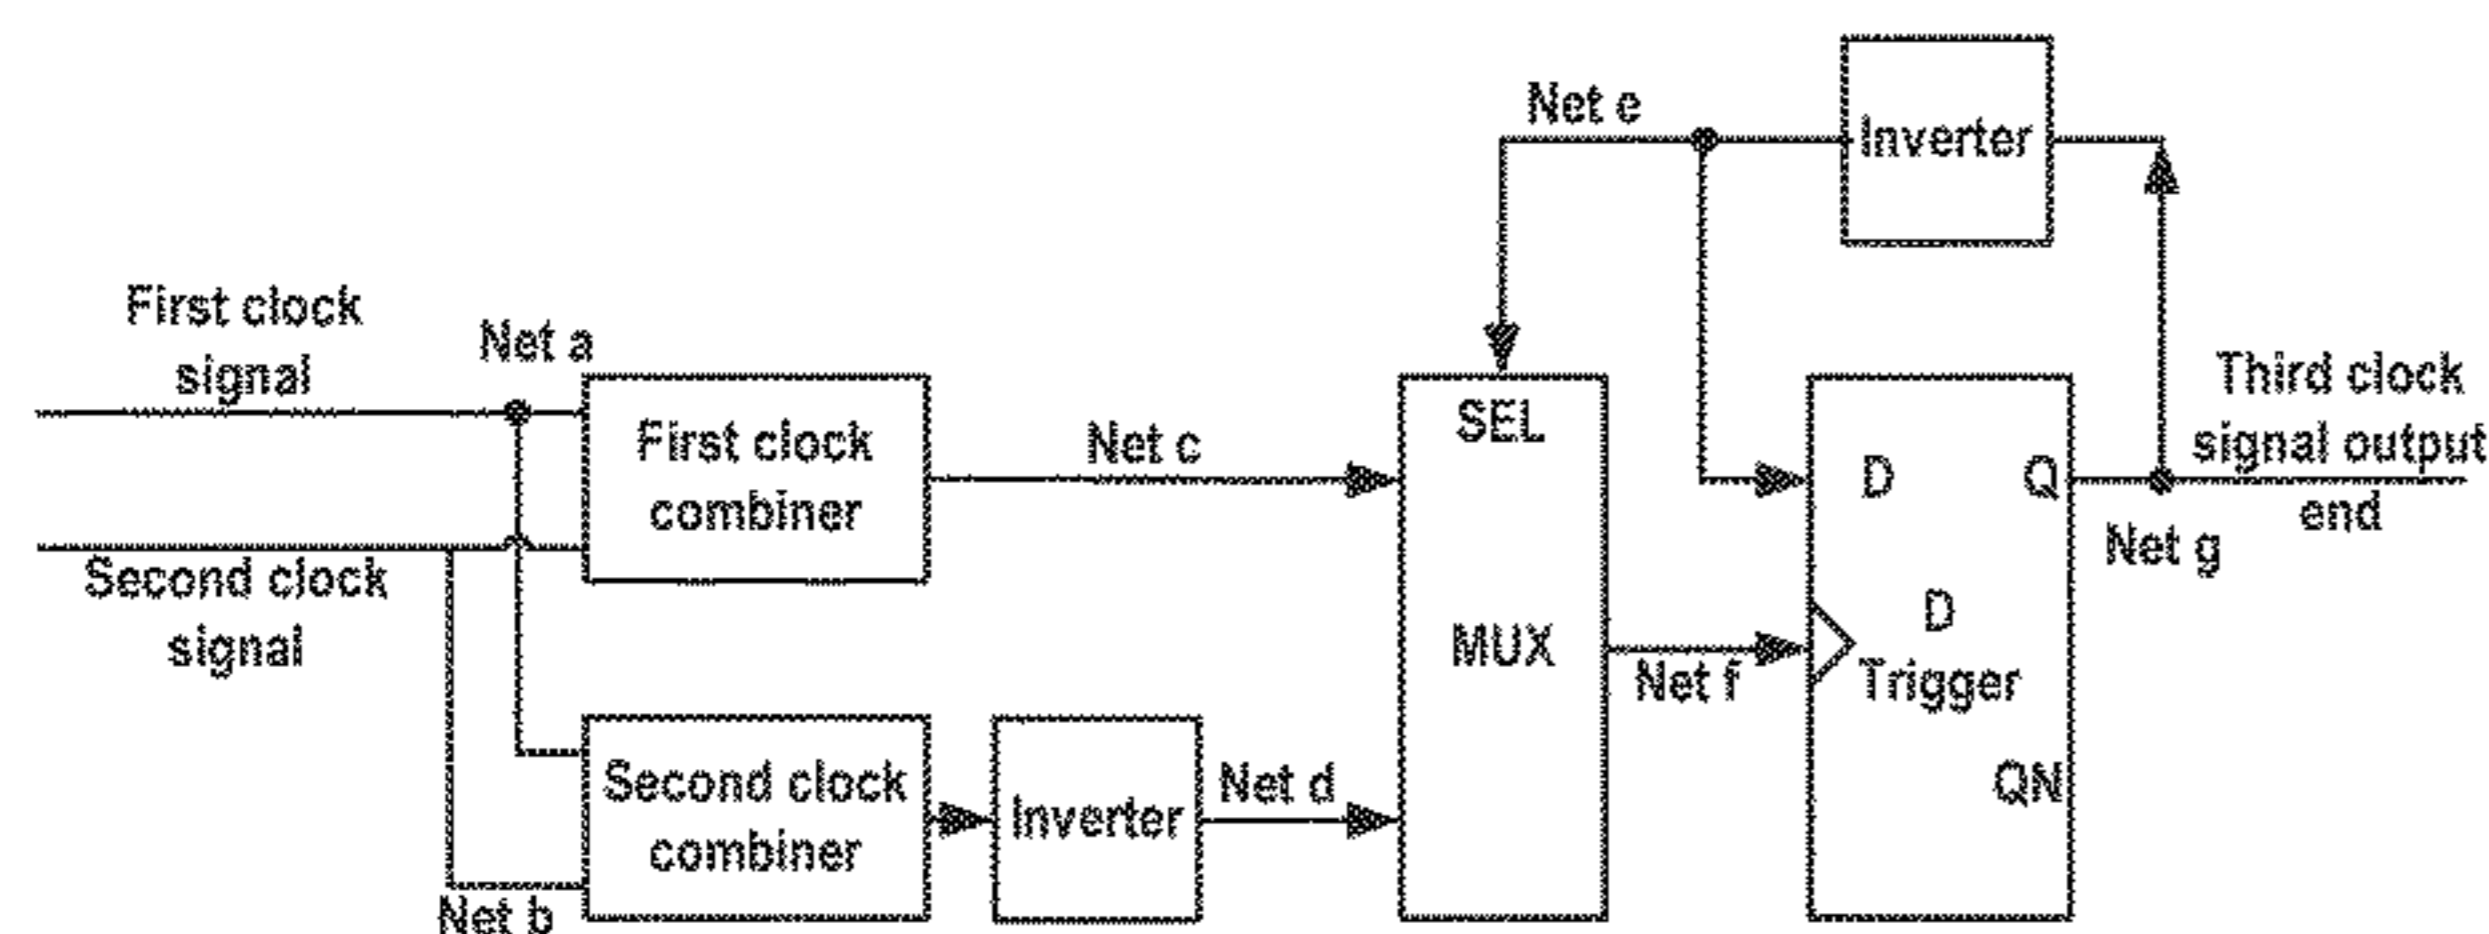 Net e
Inverter
First clock
signal
Net a
First clock
combiner
Net c
SEL
MUX
D
Q
Third clock
signal output
end
Net g
Second clock
signal
D
Trigger
Net f
QN
Second clock
combiner
Inverter
Net d
Net b